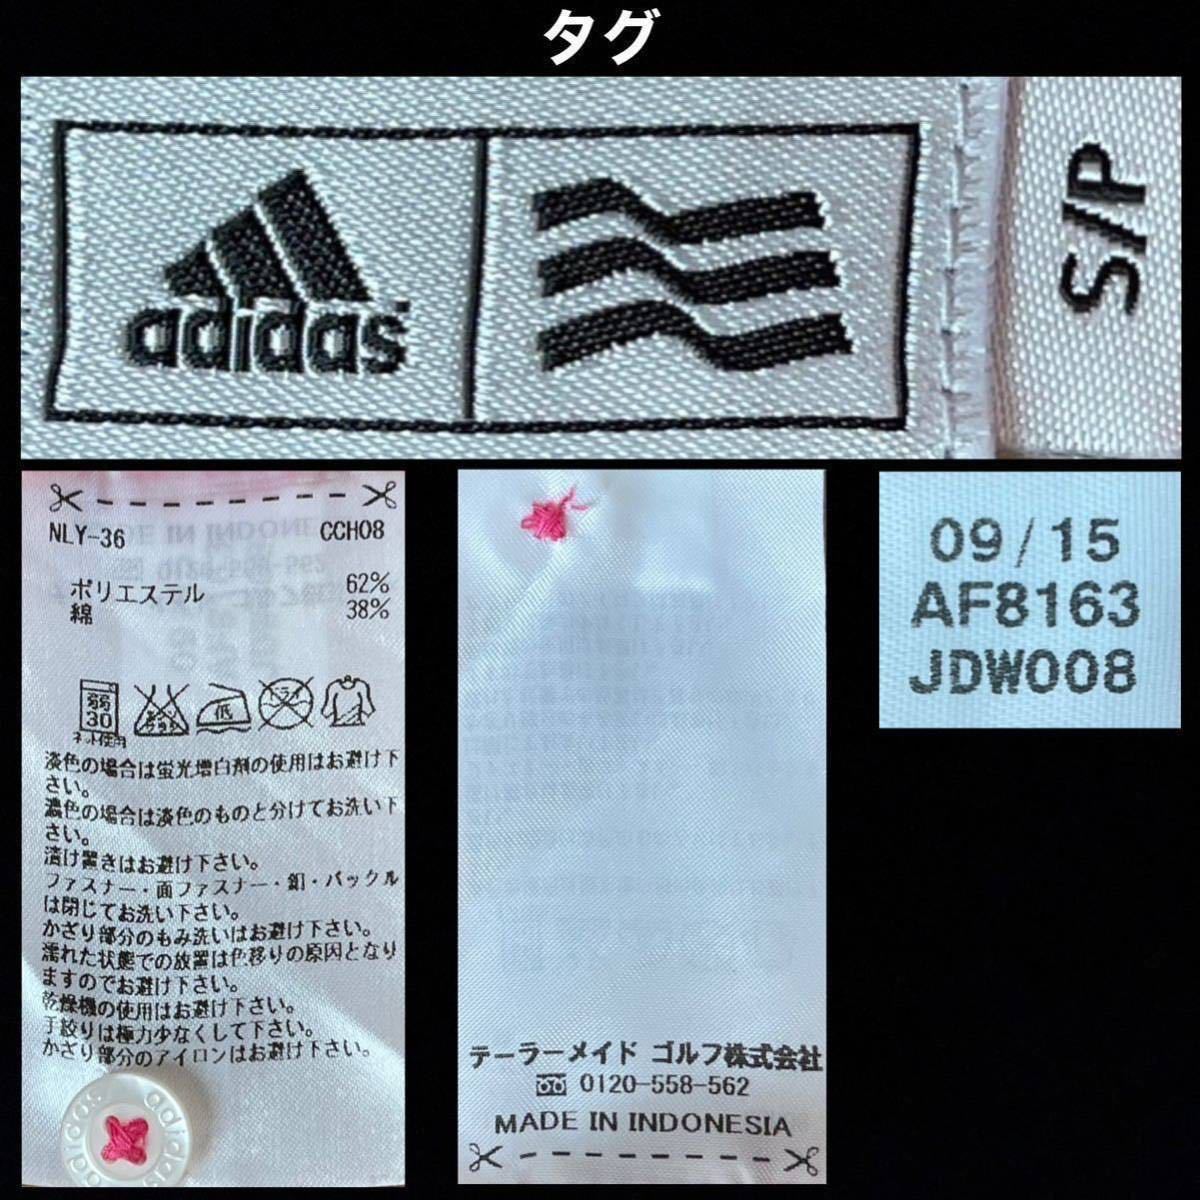 タグ
adidas
S/P
NLY-36 CCH08
ポリエステル 62%
綿 38%
弱
30
ネット使用
エンソ
サラシ
低
ドライ
淡色の場合は蛍光増白剤の使用はお避け下
さい。
濃色の場合は淡色のものと分けてお洗い下
さい。
漬け置きはお避け下さい。
ファスナー・面ファスナー・釦・バックル
は閉じてお洗い下さい。
かざり部分のもみ洗いはお避け下さい。
濡れた状態での放置は色移りの原因となり
ますのでお避け下さい。
乾燥機の使用はお避け下さい。
手絞りは極力少なくして下さい。
かざり部分のアイロンはお避け下さい。
adidas adidas
テーラーメイド ゴルフ株式会社
0120-558-562
MADE IN INDONESIA
09/15
AF8163
JDW008